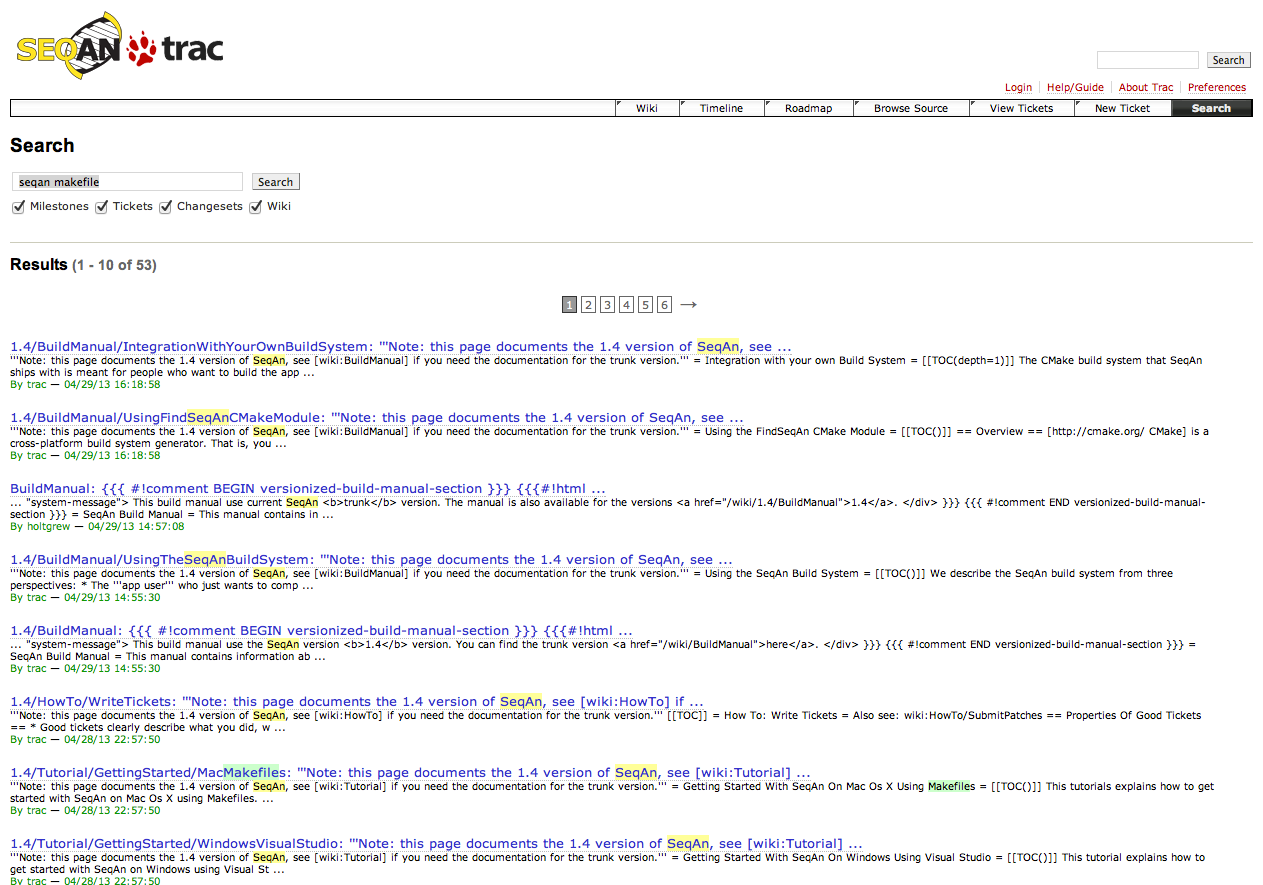 SEQAN trac
Search
Login Help/Guide About Trac Preferences
Wiki Timeline Roadmap Browse Source View Tickets New Ticket Search
Search
seqan makefile Search
Milestones Tickets Changesets Wiki
Results (1 - 10 of 53)
1 2 3 4 5 6 →
1.4/BuildManual/IntegrationWithYourOwnBuildSystem: '''Note: this page documents the 1.4 version of SeqAn, see ...
'''Note: this page documents the 1.4 version of SeqAn, see [wiki:BuildManual] if you need the documentation for the trunk version.''' = Integration with your own Build System = [[TOC(depth=1)]] The CMake build system that SeqAn
ships with is meant for people who want to build the app ...
By trac — 04/29/13 16:18:58
1.4/BuildManual/UsingFindSeqAnCMakeModule: '''Note: this page documents the 1.4 version of SeqAn, see ...
'''Note: this page documents the 1.4 version of SeqAn, see [wiki:BuildManual] if you need the documentation for the trunk version.''' = Using the FindSeqAn CMake Module = [[TOC()]] == Overview == [http://cmake.org/ CMake] is a
cross-platform build system generator. That is, you ...
By trac — 04/29/13 16:18:58
BuildManual: {{{ #!comment BEGIN versionized-build-manual-section }}} {{{#!html ...
... "system-message"> This build manual use current SeqAn <b>trunk</b> version. The manual is also available for the versions <a href="/wiki/1.4/BuildManual">1.4</a>. </div> }}} {{{ #!comment END versionized-build-manual-
section }}} = SeqAn Build Manual = This manual contains in ...
By holtgrew — 04/29/13 14:57:08
1.4/BuildManual/UsingTheSeqAnBuildSystem: '''Note: this page documents the 1.4 version of SeqAn, see ...
'''Note: this page documents the 1.4 version of SeqAn, see [wiki:BuildManual] if you need the documentation for the trunk version.''' = Using the SeqAn Build System = [[TOC()]] We describe the SeqAn build system from three
perspectives: * The '''app user''' who just wants to comp ...
By trac — 04/29/13 14:55:30
1.4/BuildManual: {{{ #!comment BEGIN versionized-build-manual-section }}} {{{#!html ...
... "system-message"> This build manual use the SeqAn version <b>1.4</b> version. You can find the trunk version <a href="/wiki/BuildManual">here</a>. </div> }}} {{{ #!comment END versionized-build-manual-section }}} =
SeqAn Build Manual = This manual contains information ab ...
By trac — 04/29/13 14:55:30
1.4/HowTo/WriteTickets: '''Note: this page documents the 1.4 version of SeqAn, see [wiki:HowTo] if ...
'''Note: this page documents the 1.4 version of SeqAn, see [wiki:HowTo] if you need the documentation for the trunk version.''' [[TOC]] = How To: Write Tickets = Also see: wiki:HowTo/SubmitPatches == Properties Of Good Tickets
== * Good tickets clearly describe what you did, w ...
By trac — 04/28/13 22:57:50
1.4/Tutorial/GettingStarted/MacMakefiles: '''Note: this page documents the 1.4 version of SeqAn, see [wiki:Tutorial] ...
'''Note: this page documents the 1.4 version of SeqAn, see [wiki:Tutorial] if you need the documentation for the trunk version.''' = Getting Started With SeqAn On Mac Os X Using Makefiles = [[TOC()]] This tutorials explains how to get
started with SeqAn on Mac Os X using Makefiles. ...
By trac — 04/28/13 22:57:50
1.4/Tutorial/GettingStarted/WindowsVisualStudio: '''Note: this page documents the 1.4 version of SeqAn, see [wiki:Tutorial] ...
'''Note: this page documents the 1.4 version of SeqAn, see [wiki:Tutorial] if you need the documentation for the trunk version.''' = Getting Started With SeqAn On Windows Using Visual Studio = [[TOC()]] This tutorial explains how to
get started with SeqAn on Windows using Visual St ...
By trac — 04/28/13 22:57:50